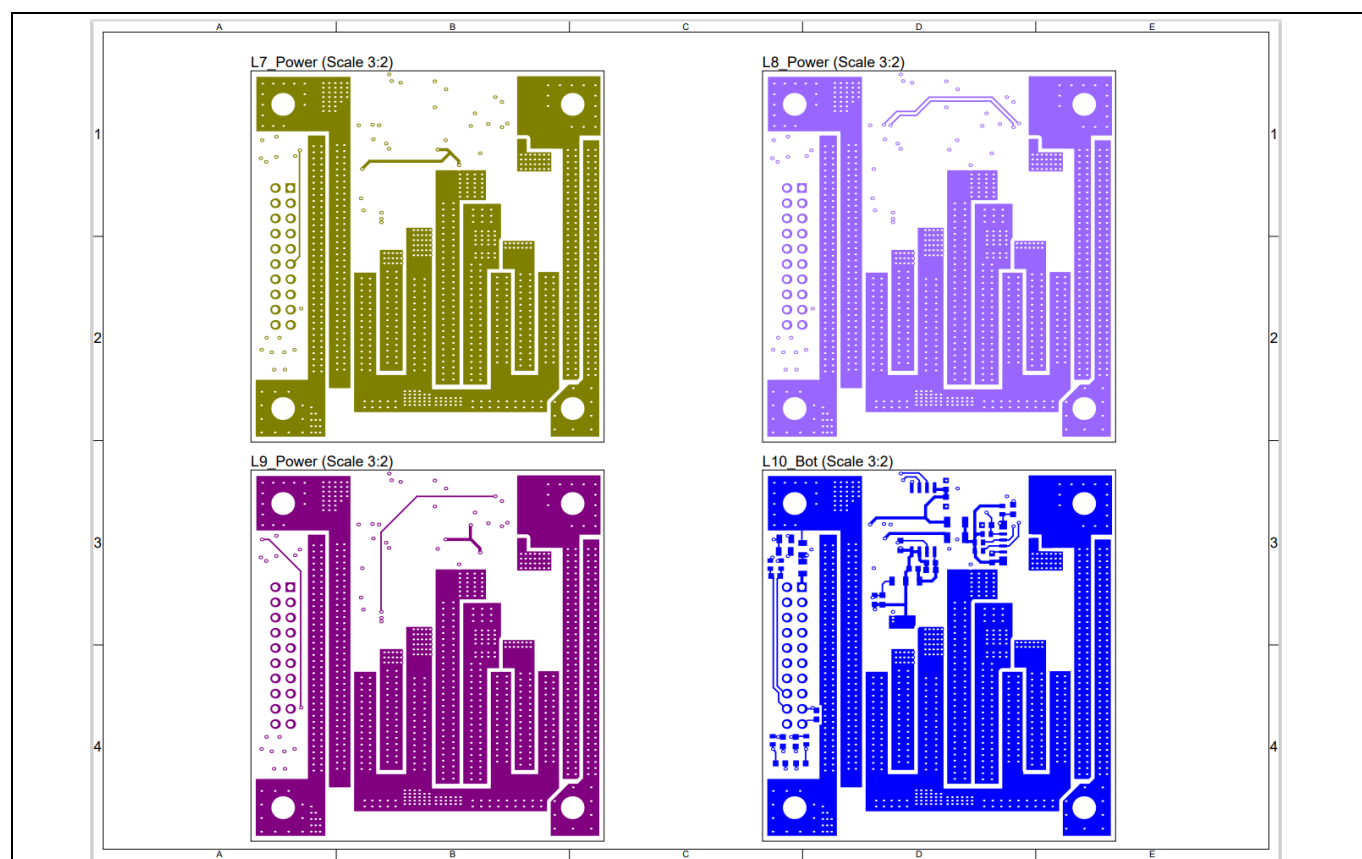 A B C D E
L7_Power (Scale 3:2) L8_Power (Scale 3:2)
1 1
2 2
L9_Power (Scale 3:2) L10_Bot (Scale 3:2)
3 3
4 4
A B C D E